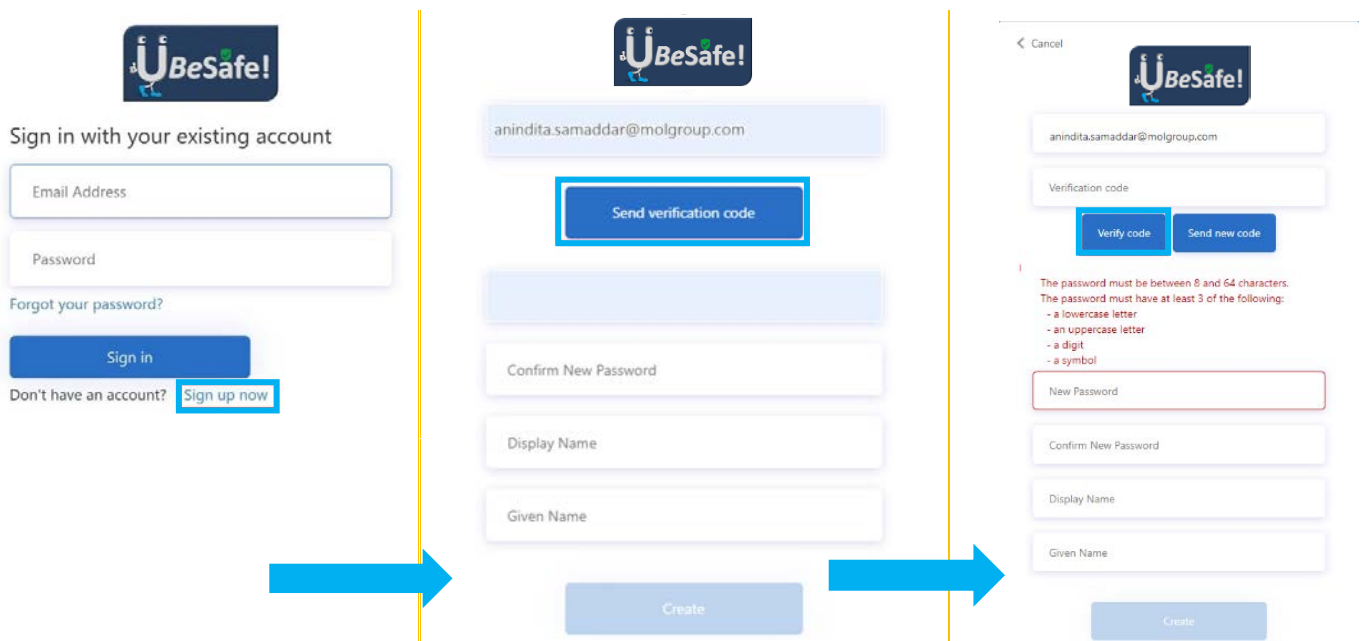 ÜBeSafe!
Sign in with your existing account
Email Address
Password
Forgot your password?
Sign in
Don't have an account? Sign up now
ÜBeSafe!
anindita.samaddar@molgroup.com
Send verification code
Confirm New Password
Display Name
Given Name
Create
Cancel
ÜBeSafe!
anindita.samaddar@molgroup.com
Verification code
Verify code Send new code
The password must be between 8 and 64 characters.
The password must have at least 3 of the following:
- a lowercase letter
- an uppercase letter
- a digit
- a symbol
New Password
Confirm New Password
Display Name
Given Name
Create